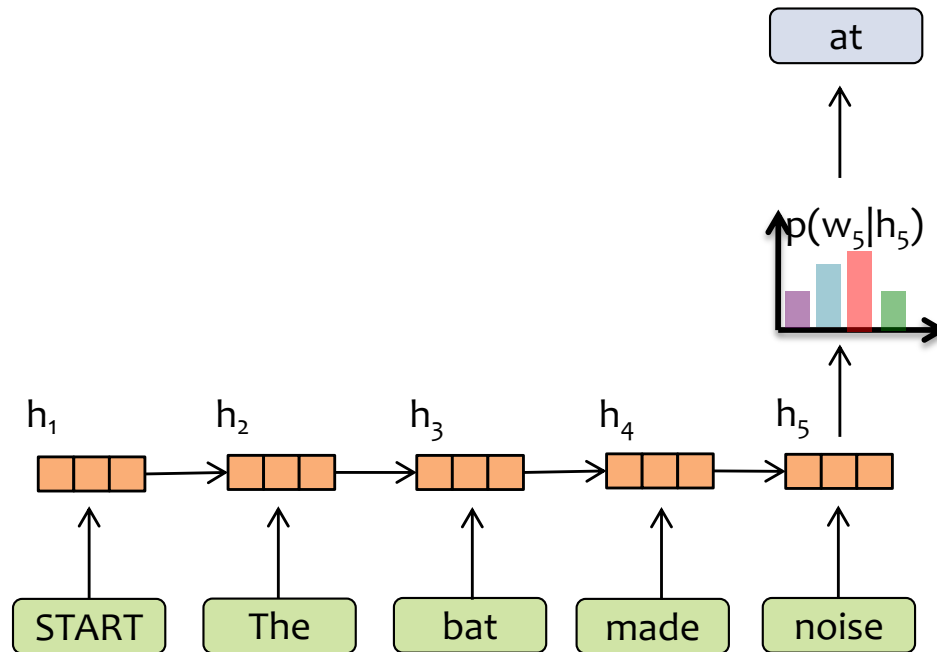 at
p(w₅|h₅)
h₁ h₂ h₃ h₄ h₅
START The bat made noise